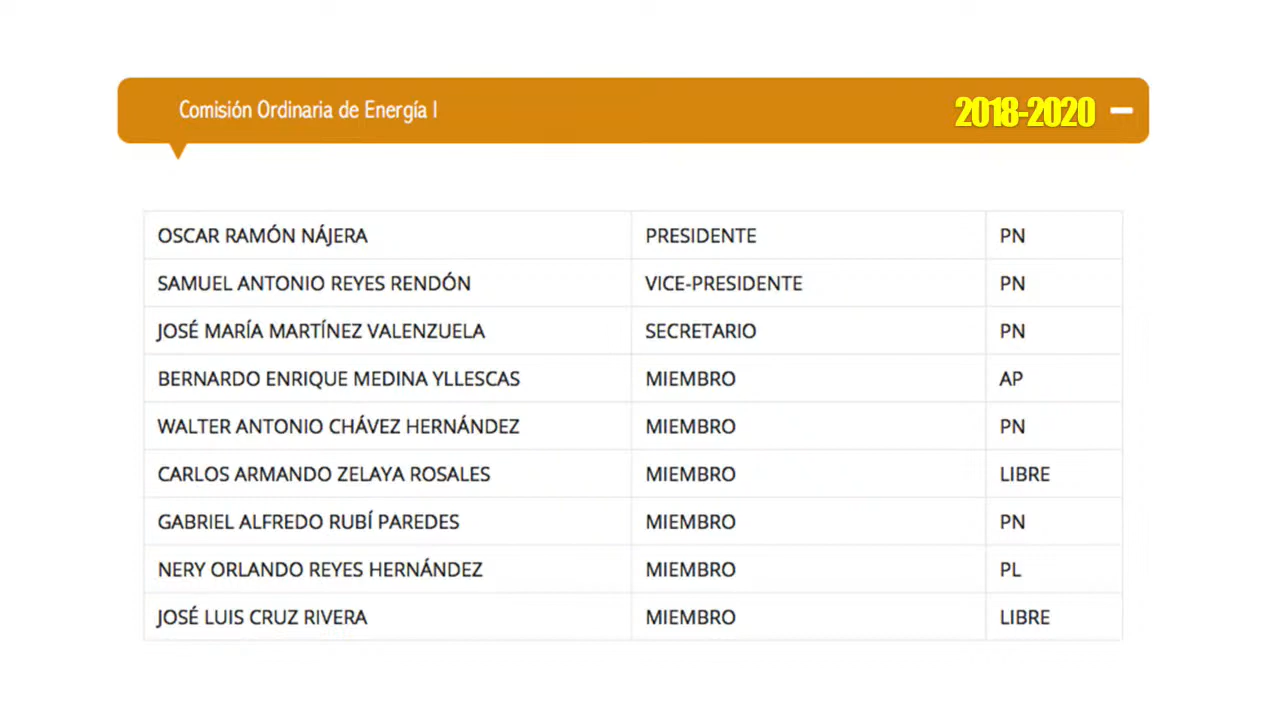 Comisión Ordinaria de Energía I 2018-2020
OSCAR RAMÓN NÁJERA PRESIDENTE PN
SAMUEL ANTONIO REYES RENDÓN VICE-PRESIDENTE PN
JOSÉ MARÍA MARTÍNEZ VALENZUELA SECRETARIO PN
BERNARDO ENRIQUE MEDINA YLLESCAS MIEMBRO AP
WALTER ANTONIO CHÁVEZ HERNÁNDEZ MIEMBRO PN
CARLOS ARMANDO ZELAYA ROSALES MIEMBRO LIBRE
GABRIEL ALFREDO RUBÍ PAREDES MIEMBRO PN
NERY ORLANDO REYES HERNÁNDEZ MIEMBRO PL
JOSÉ LUIS CRUZ RIVERA MIEMBRO LIBRE